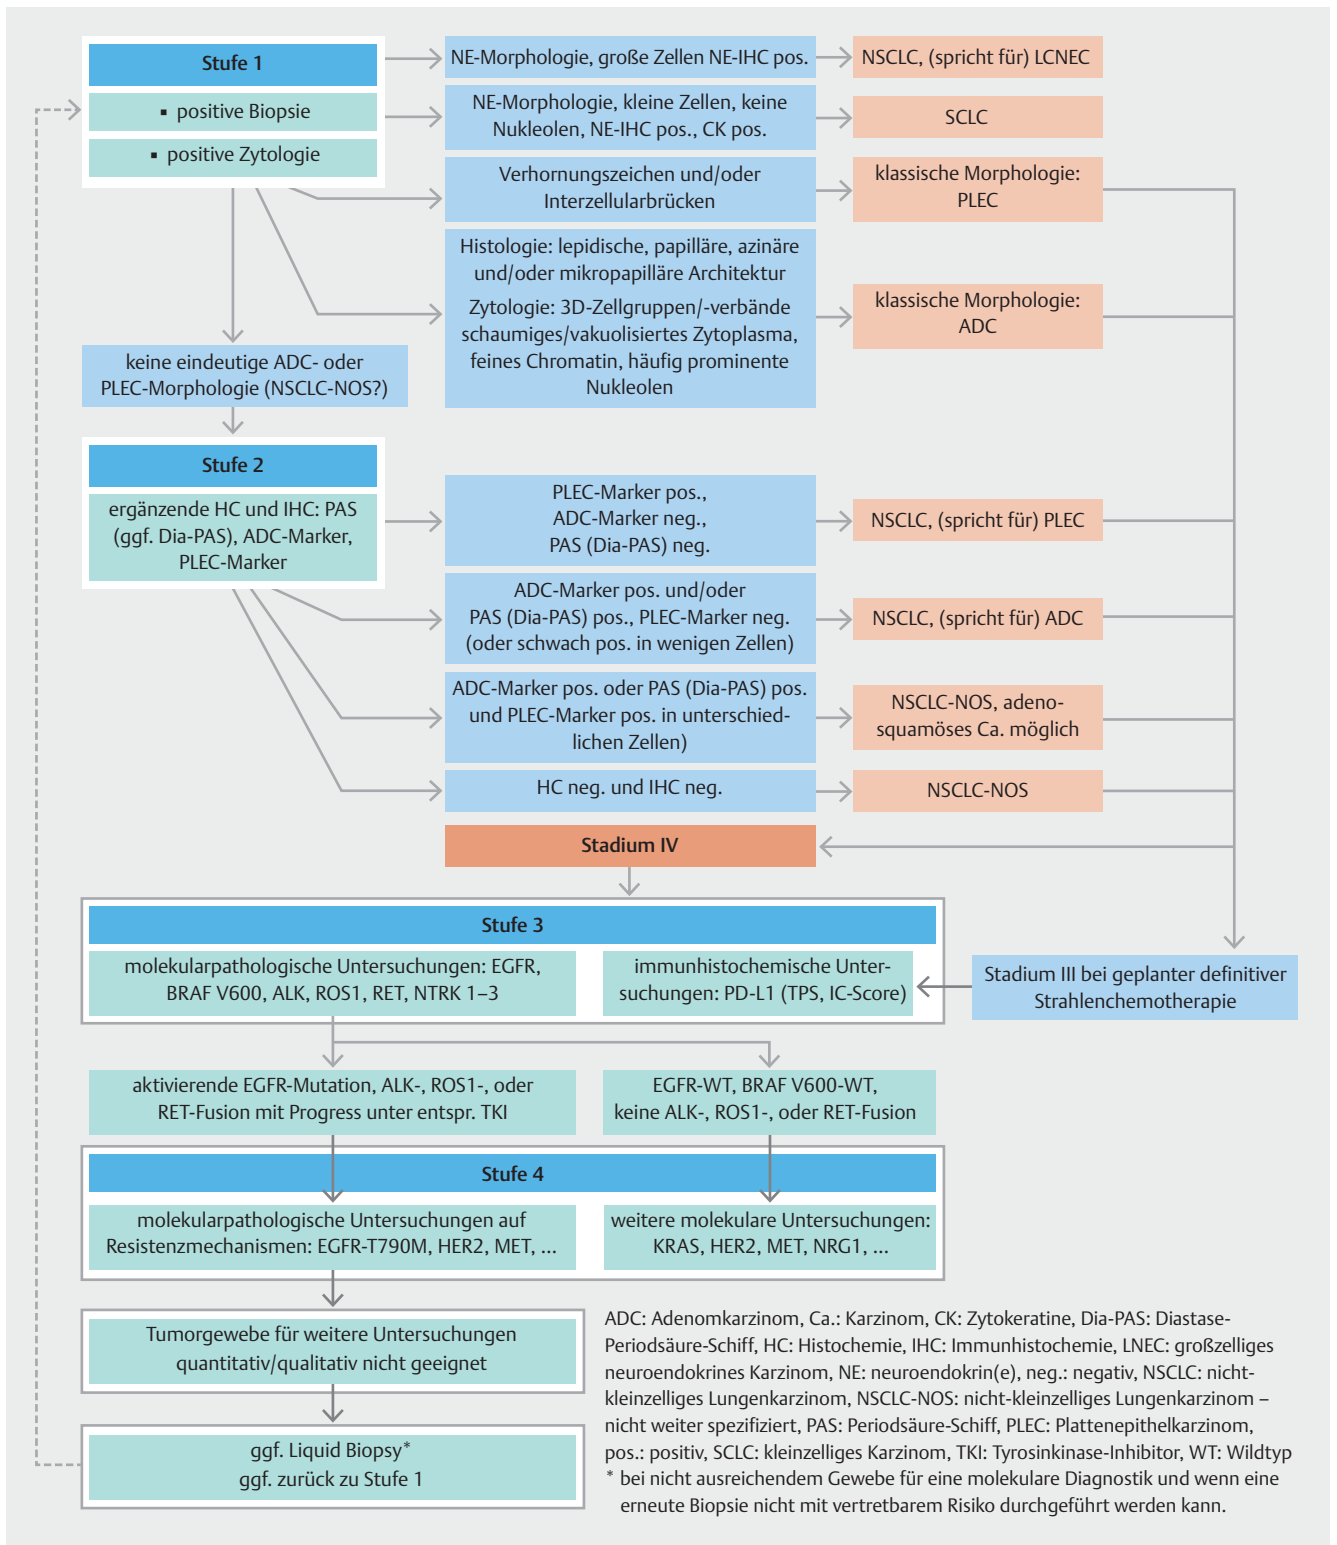 Stufe 1
▪ positive Biopsie
▪ positive Zytologie
NE-Morphologie, große Zellen NE-IHC pos.
NSCLC, (spricht für) LCNEC
NE-Morphologie, kleine Zellen, keine
Nukleolen, NE-IHC pos., CK pos.
SCLC
Verhornungszeichen und/oder
Interzellularbrücken
klassische Morphologie:
PLEC
Histologie: lepidische, papilläre, azinäre
und/oder mikropapilläre Architektur
Zytologie: 3D-Zellgruppen/-verbände
schaumiges/vakuolisiertes Zytoplasma,
feines Chromatin, häufig prominente
Nukleolen
klassische Morphologie:
ADC
keine eindeutige ADC- oder
PLEC-Morphologie (NSCLC-NOS?)
Stufe 2
ergänzende HC und IHC: PAS
(ggf. Dia-PAS), ADC-Marker,
PLEC-Marker
PLEC-Marker pos.,
ADC-Marker neg.,
PAS (Dia-PAS) neg.
NSCLC, (spricht für) PLEC
ADC-Marker pos. und/oder
PAS (Dia-PAS) pos., PLEC-Marker neg.
(oder schwach pos. in wenigen Zellen)
NSCLC, (spricht für) ADC
ADC-Marker pos. oder PAS (Dia-PAS) pos.
und PLEC-Marker pos. in unterschied-
lichen Zellen)
NSCLC-NOS, adeno-
squamöses Ca. möglich
HC neg. und IHC neg.
NSCLC-NOS
Stadium IV
Stufe 3
molekularpathologische Untersuchungen: EGFR,
BRAF V600, ALK, ROS1, RET, NTRK 1–3
immunhistochemische Unter-
suchungen: PD-L1 (TPS, IC-Score)
Stadium III bei geplanter definitiver
Strahlenchemotherapie
aktivierende EGFR-Mutation, ALK-, ROS1-, oder
RET-Fusion mit Progress unter entspr. TKI
EGFR-WT, BRAF V600-WT,
keine ALK-, ROS1-, oder RET-Fusion
Stufe 4
molekularpathologische Untersuchungen auf
Resistenzmechanismen: EGFR-T790M, HER2, MET, ...
weitere molekulare Untersuchungen:
KRAS, HER2, MET, NRG1, ...
Tumorgewebe für weitere Untersuchungen
quantitativ/qualitativ nicht geeignet
ggf. Liquid Biopsy*
ggf. zurück zu Stufe 1
ADC: Adenomkarzinom, Ca.: Karzinom, CK: Zytokeratine, Dia-PAS: Diastase-
Periodsäure-Schiff, HC: Histochemie, IHC: Immunhistochemie, LNEC: großzelliges
neuroendokrines Karzinom, NE: neuroendokrin(e), neg.: negativ, NSCLC: nicht-
kleinzelliges Lungenkarzinom, NSCLC-NOS: nicht-kleinzelliges Lungenkarzinom –
nicht weiter spezifiziert, PAS: Periodsäure-Schiff, PLEC: Plattenepithelkarzinom,
pos.: positiv, SCLC: kleinzelliges Karzinom, TKI: Tyrosinkinase-Inhibitor, WT: Wildtyp
* bei nicht ausreichendem Gewebe für eine molekulare Diagnostik und wenn eine
erneute Biopsie nicht mit vertretbarem Risiko durchgeführt werden kann.